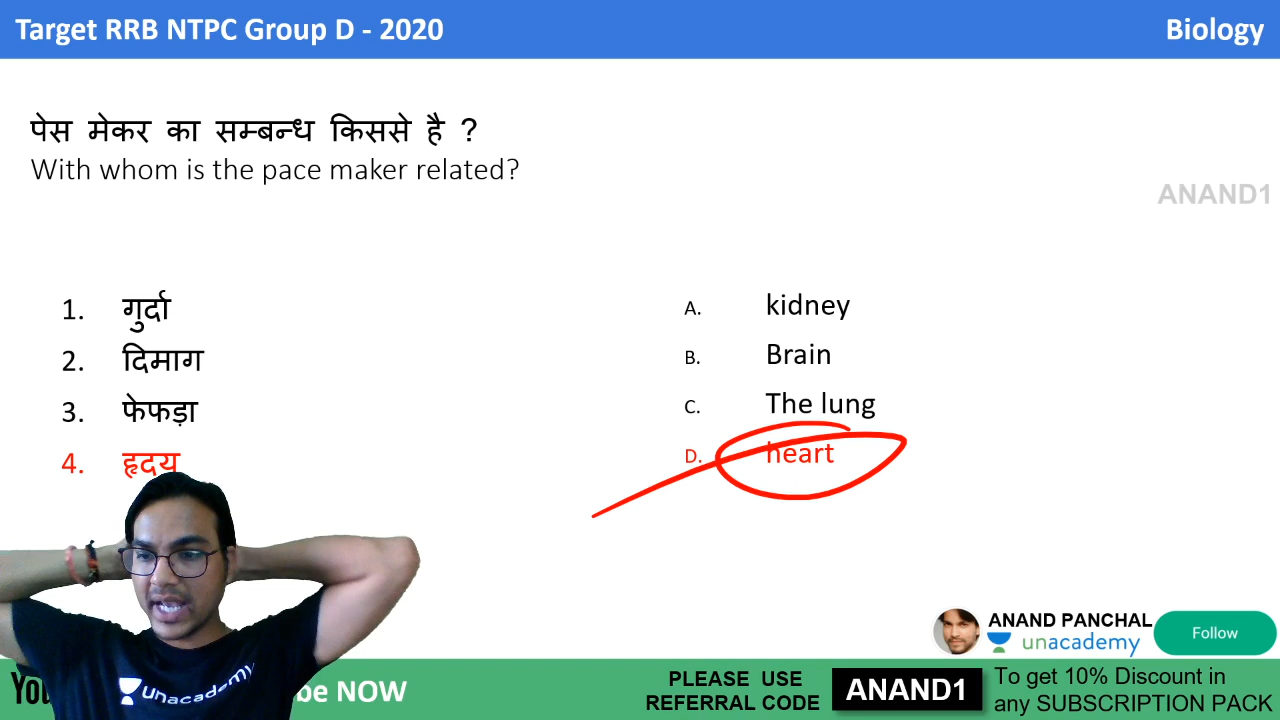 Target RRB NTPC Group D - 2020
Biology
पेस मेकर का सम्बन्ध किससे है ?
With whom is the pace maker related?
ANAND1
1. गुर्दा
2. दिमाग
3. फेफड़ा
4. हृदय
A. kidney
B. Brain
C. The lung
D. heart
unacademy
ANAND PANCHAL
unacademy
Follow
NOW
PLEASE USE
REFERRAL CODE
ANAND1
To get 10% Discount in
any SUBSCRIPTION PACK